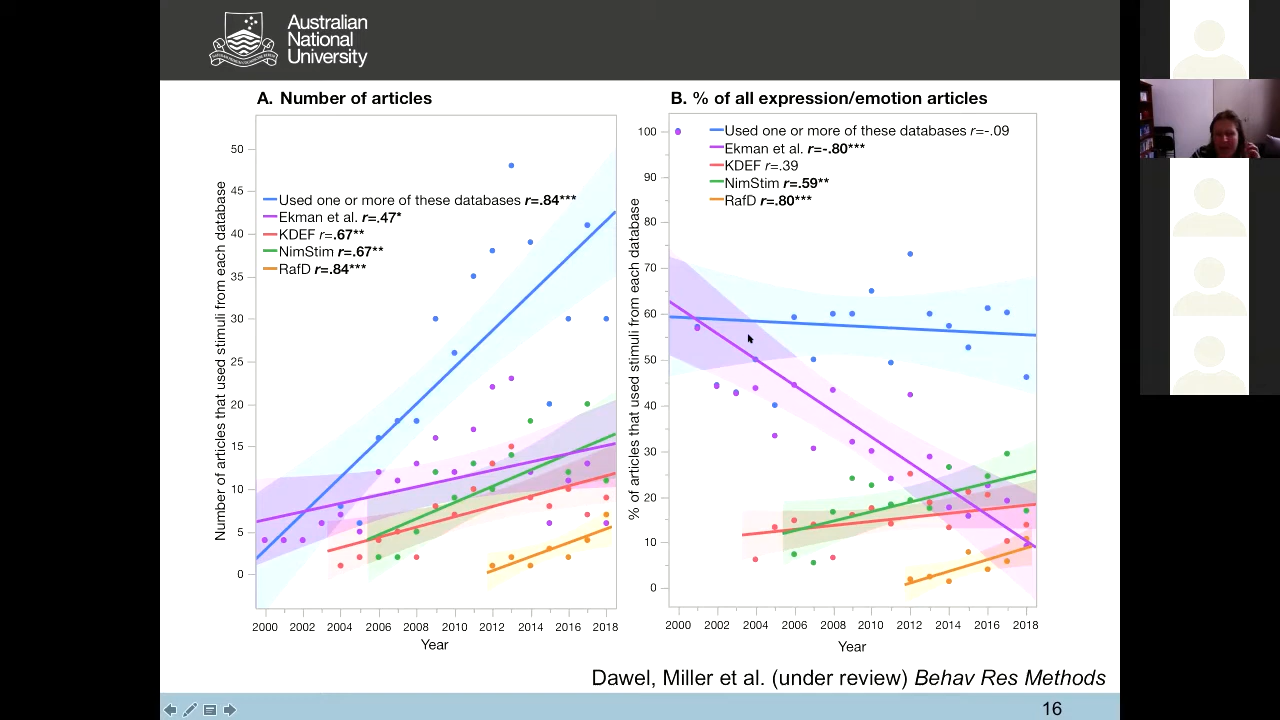 Australian
National
University
A. Number of articles
Number of articles that used stimuli from each database
50
45
40
35
30
25
20
15
10
5
0
Used one or more of these databases r=.84***
Ekman et al. r=.47*
KDEF r=.67**
NimStim r=.67**
RafD r=.84***
2000 2002 2004 2006 2008 2010 2012 2014 2016 2018
Year
B. % of all expression/emotion articles
% of articles that used stimuli from each database
100
90
80
70
60
50
40
30
20
10
0
Used one or more of these databases r=-.09
Ekman et al. r=-.80***
KDEF r=.39
NimStim r=.59**
RafD r=.80***
2000 2002 2004 2006 2008 2010 2012 2014 2016 2018
Year
Dawel, Miller et al. (under review) Behav Res Methods
16